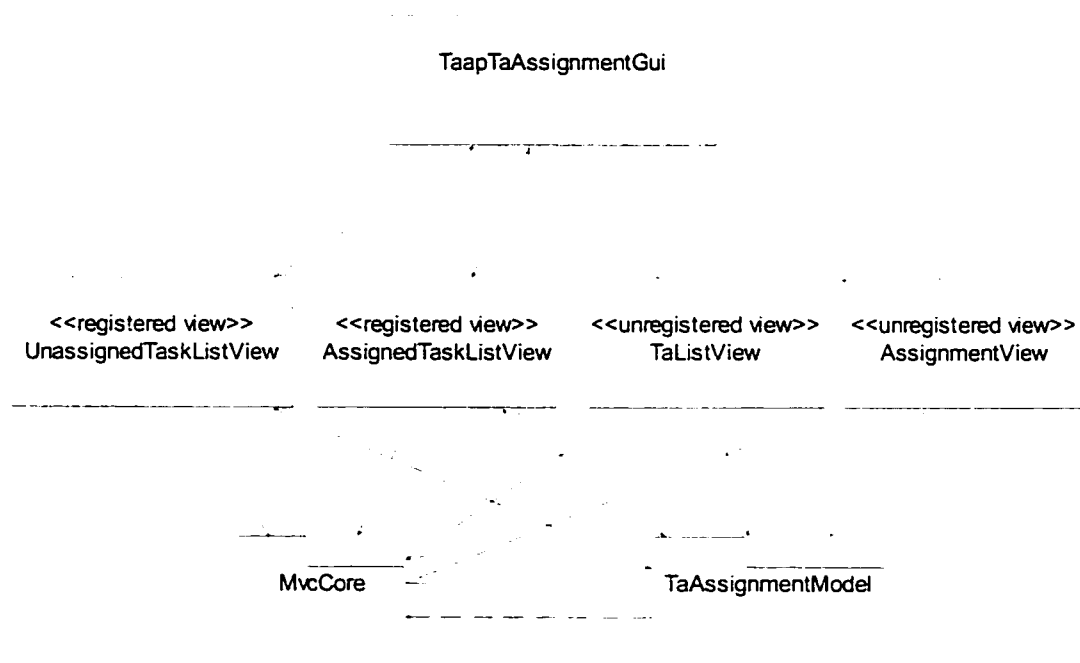 TaapTaAssignmentGui
<<registered view>> <<registered view>> <<unregistered view>> <<unregistered view>>
UnassignedTaskListView AssignedTaskListView TaListView AssignmentView
MvcCore TaAssignmentModel